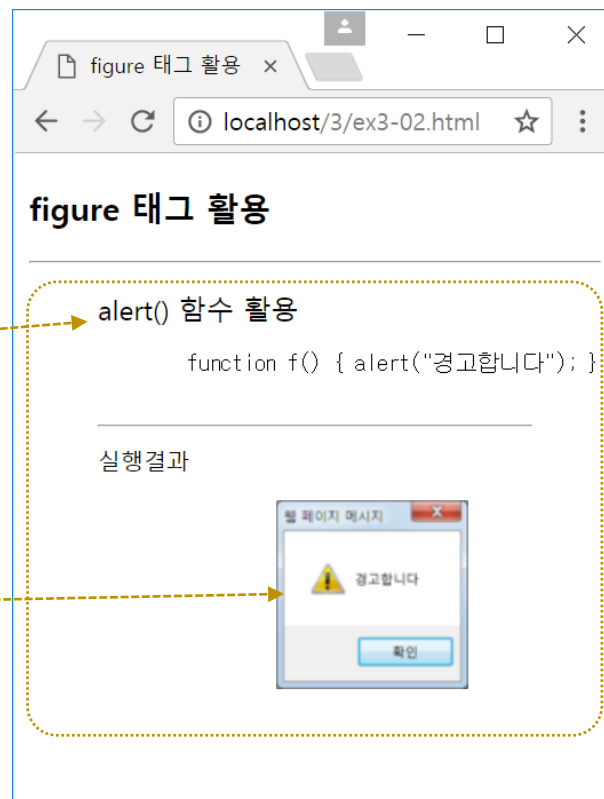 figure 태그 활용
localhost/3/ex3-02.html
figure 태그 활용
alert() 함수 활용
function f() { alert("경고합니다"); }
실행결과
웹 페이지 메시지
경고합니다
확인